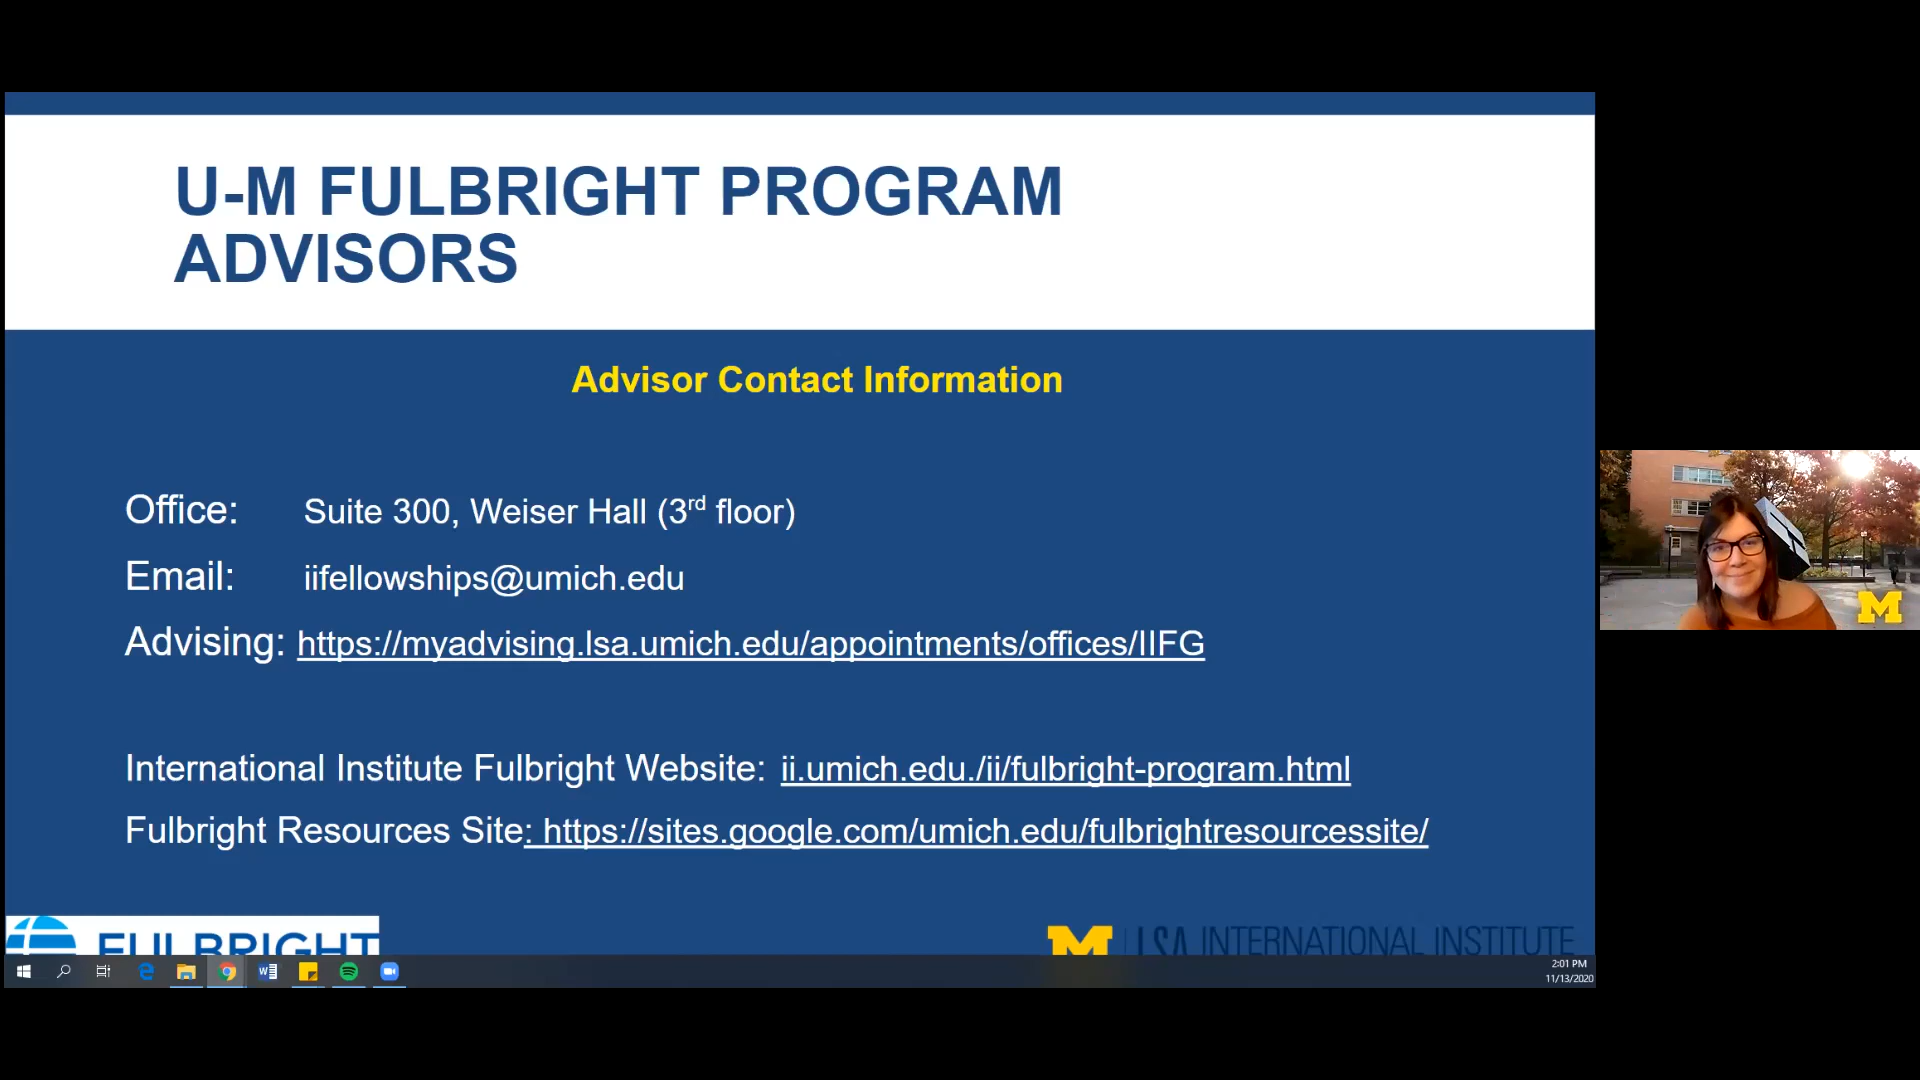 U-M FULBRIGHT PROGRAM
ADVISORS
Advisor Contact Information
Office: Suite 300, Weiser Hall (3rd floor)
Email: iifellowships@umich.edu
Advising: https://myadvising.lsa.umich.edu/appointments/offices/IIFG
International Institute Fulbright Website: ii.umich.edu./ii/fulbright-program.html
Fulbright Resources Site: https://sites.google.com/umich.edu/fulbrightresourcessite/
FULBRIGHT
M | LSA INTERNATIONAL INSTITUTE
2:01 PM
11/13/2020
M